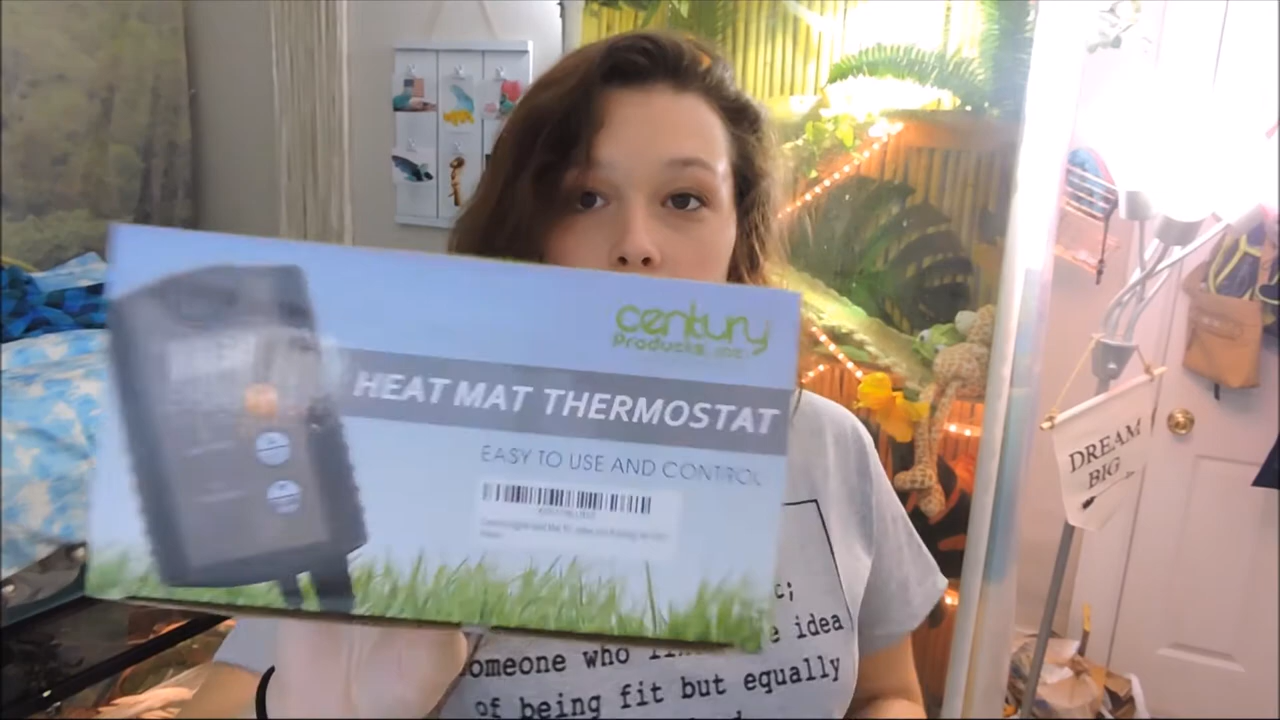 century
Products, inc.
HEAT MAT THERMOSTAT
EASY TO USE AND CONTROL
DREAM
BIG
idea
omeone who
of being fit but equally